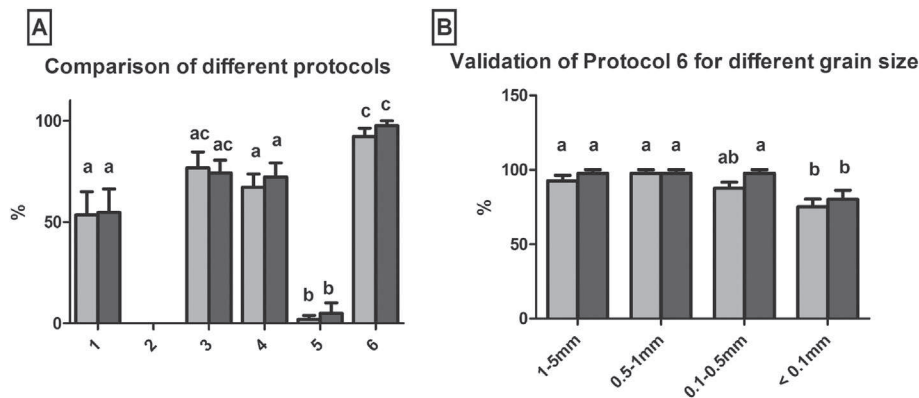 A
Comparison of different protocols
%
100
50
0
a a
ac ac
a a
b b
c c
1 2 3 4 5 6
B
Validation of Protocol 6 for different grain size
%
150
100
50
0
a a
a a
ab a
b b
1-5mm 0.5-1mm 0.1-0.5mm < 0.1mm